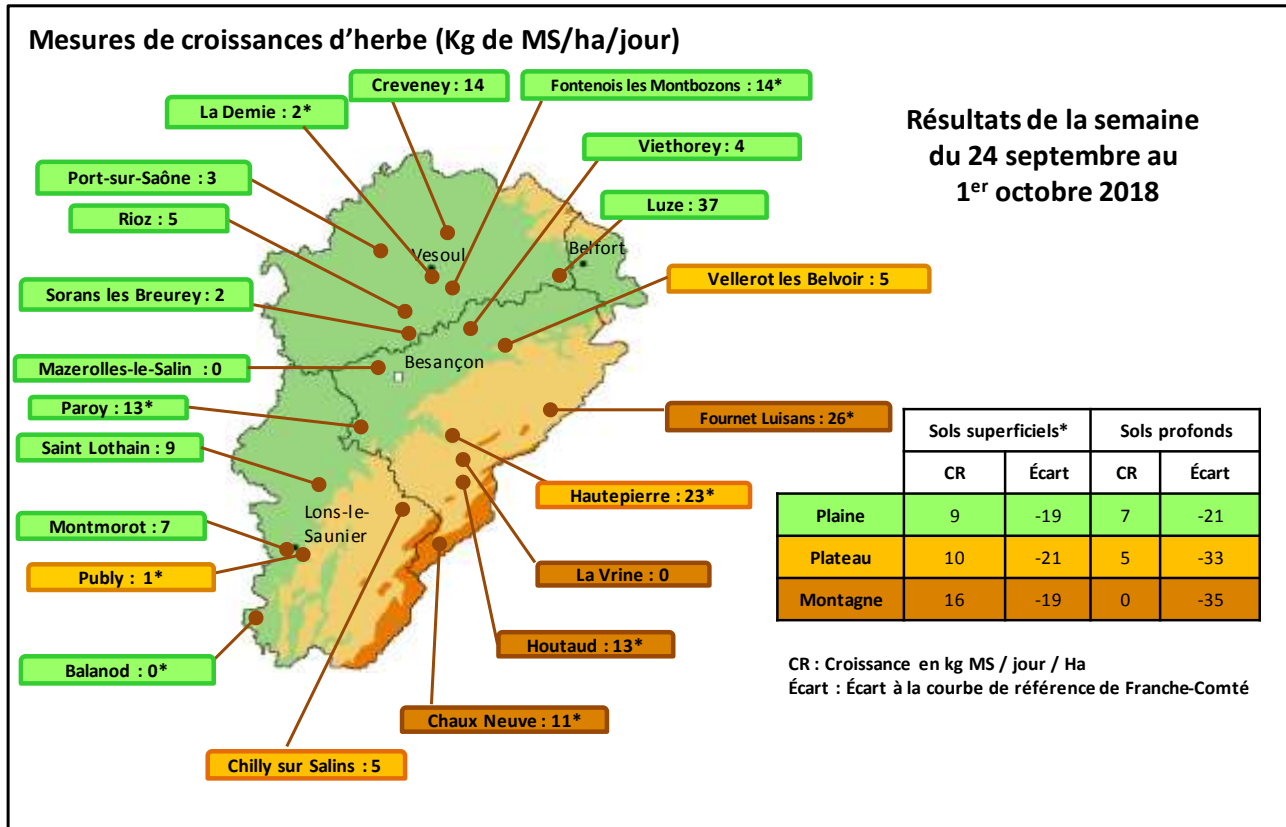 Mesures de croissances d'herbe (Kg de MS/ha/jour)
Résultats de la semaine
du 24 septembre au
1er octobre 2018
Creveney : 14
Fontenois les Montbozons : 14*
La Demie : 2*
Viethorey : 4
Port-sur-Saône : 3
Luze : 37
Rioz : 5
Vesoul
Belfort
Vellerot les Belvoir : 5
Sorans les Breurey : 2
Besançon
Mazerolles-le-Salin : 0
Paroy : 13*
Fournet Luisans : 26*
Saint Lothain : 9
Hautepierre : 23*
Lons-le-
Saunier
Montmorot : 7
Publy : 1*
La Vrine : 0
Houtaud : 13*
Balanod : 0*
Chaux Neuve : 11*
Chilly sur Salins : 5
Sols superficiels* Sols profonds
CR Écart CR Écart
Plaine 9 -19 7 -21
Plateau 10 -21 5 -33
Montagne 16 -19 0 -35
CR : Croissance en kg MS / jour / Ha
Écart : Écart à la courbe de référence de Franche-Comté